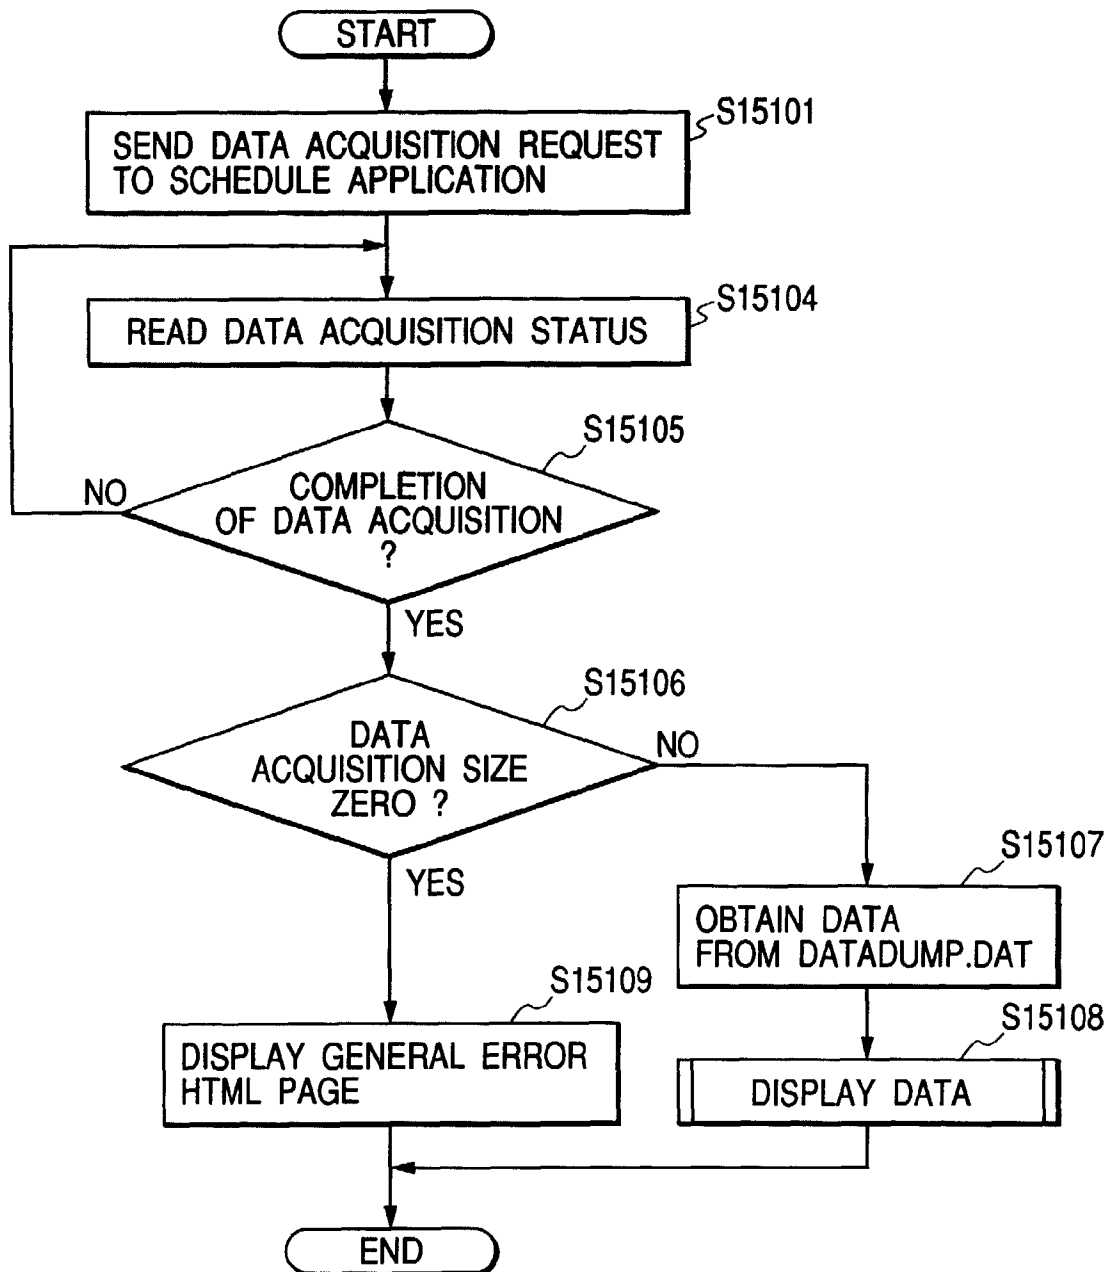 START
S15101
SEND DATA ACQUISITION REQUEST
TO SCHEDULE APPLICATION
S15104
READ DATA ACQUISITION STATUS
S15105
COMPLETION
OF DATA ACQUISITION
?
NO
YES
S15106
DATA
ACQUISITION SIZE
ZERO ?
NO
YES
S15107
OBTAIN DATA
FROM DATADUMP.DAT
S15109
DISPLAY GENERAL ERROR
HTML PAGE
S15108
DISPLAY DATA
END